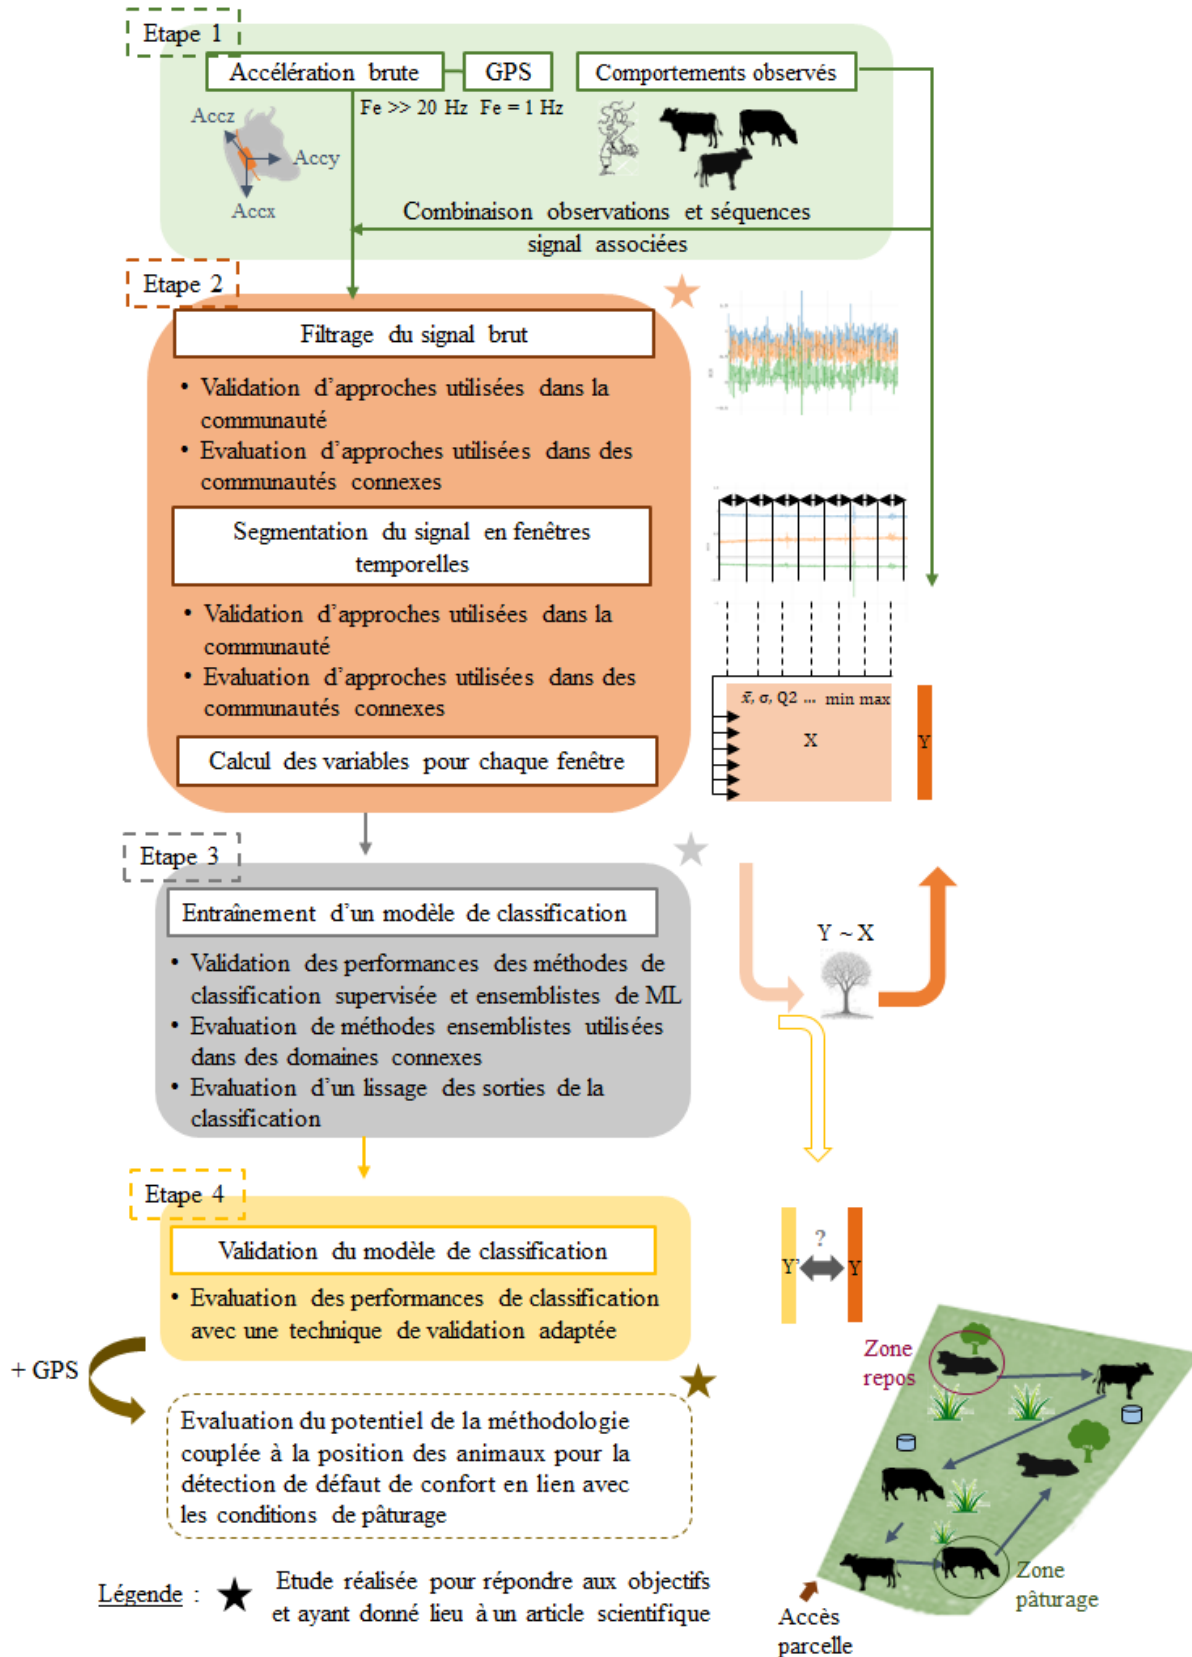 Etape 1
Accélération brute
GPS
Comportements observés
Fe >> 20 Hz
Fe = 1 Hz
Accz
Accy
Accx
Combinaison observations et séquences
signal associées
Etape 2
Filtrage du signal brut
• Validation d'approches utilisées dans la
communauté
• Evaluation d'approches utilisées dans des
communautés connexes
Segmentation du signal en fenêtres
temporelles
• Validation d'approches utilisées dans la
communauté
• Evaluation d'approches utilisées dans des
communautés connexes
Calcul des variables pour chaque fenêtre
x̄, σ, Q2 ... min max
X
Y
Etape 3
Entraînement d'un modèle de classification
• Validation des performances des méthodes de
classification supervisée et ensemblistes de ML
• Evaluation de méthodes ensemblistes utilisées
dans des domaines connexes
• Evaluation d'un lissage des sorties de la
classification
Y ~ X
Etape 4
Validation du modèle de classification
• Evaluation des performances de classification
avec une technique de validation adaptée
?
Y'
Y
+ GPS
Evaluation du potentiel de la méthodologie
couplée à la position des animaux pour la
détection de défaut de confort en lien avec
les conditions de pâturage
Zone
repos
Zone
pâturage
Accès
parcelle
Légende :
Etude réalisée pour répondre aux objectifs
et ayant donné lieu à un article scientifique